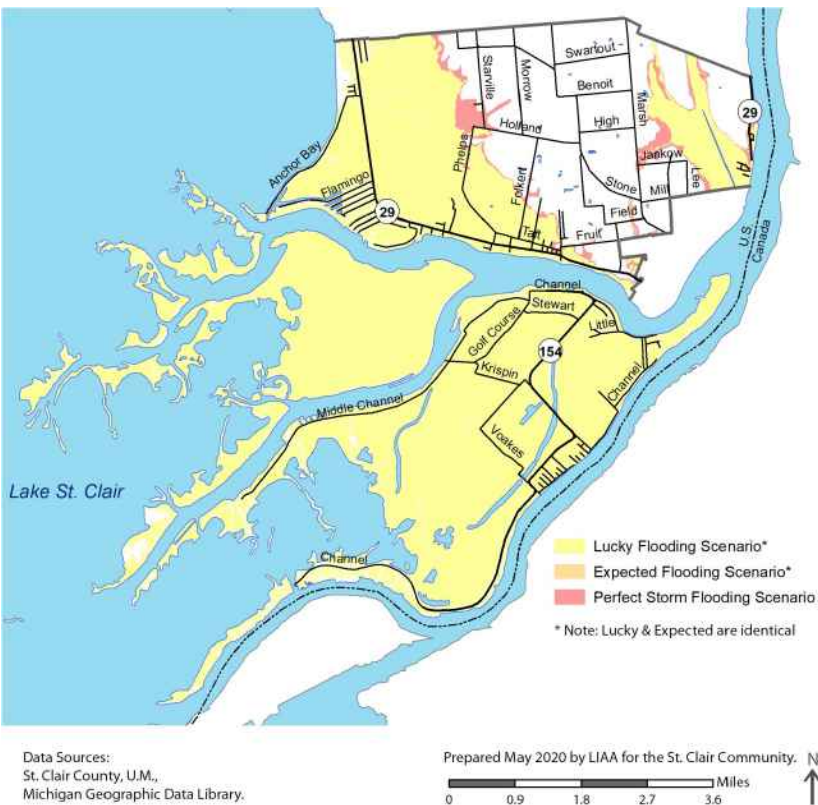 Swartout
Benoit
Starville
Morrow
Marsh
High
Holland
29
Phelps
Jankow
Anchor Bay
Folkert
Lee
Flamingo
Stone
Mill
Field
29
Taft
Fruit
U.S.
Canada
Channel
Stewart
Golf Course
Little
154
Krispin
Channel
Middle Channel
Voakes
Lake St. Clair
Channel
Lucky Flooding Scenario*
Expected Flooding Scenario*
Perfect Storm Flooding Scenario
* Note: Lucky & Expected are identical
Data Sources:
St. Clair County, U.M.,
Michigan Geographic Data Library.
Prepared May 2020 by LIAA for the St. Clair Community.
N
Miles
0 0.9 1.8 2.7 3.6